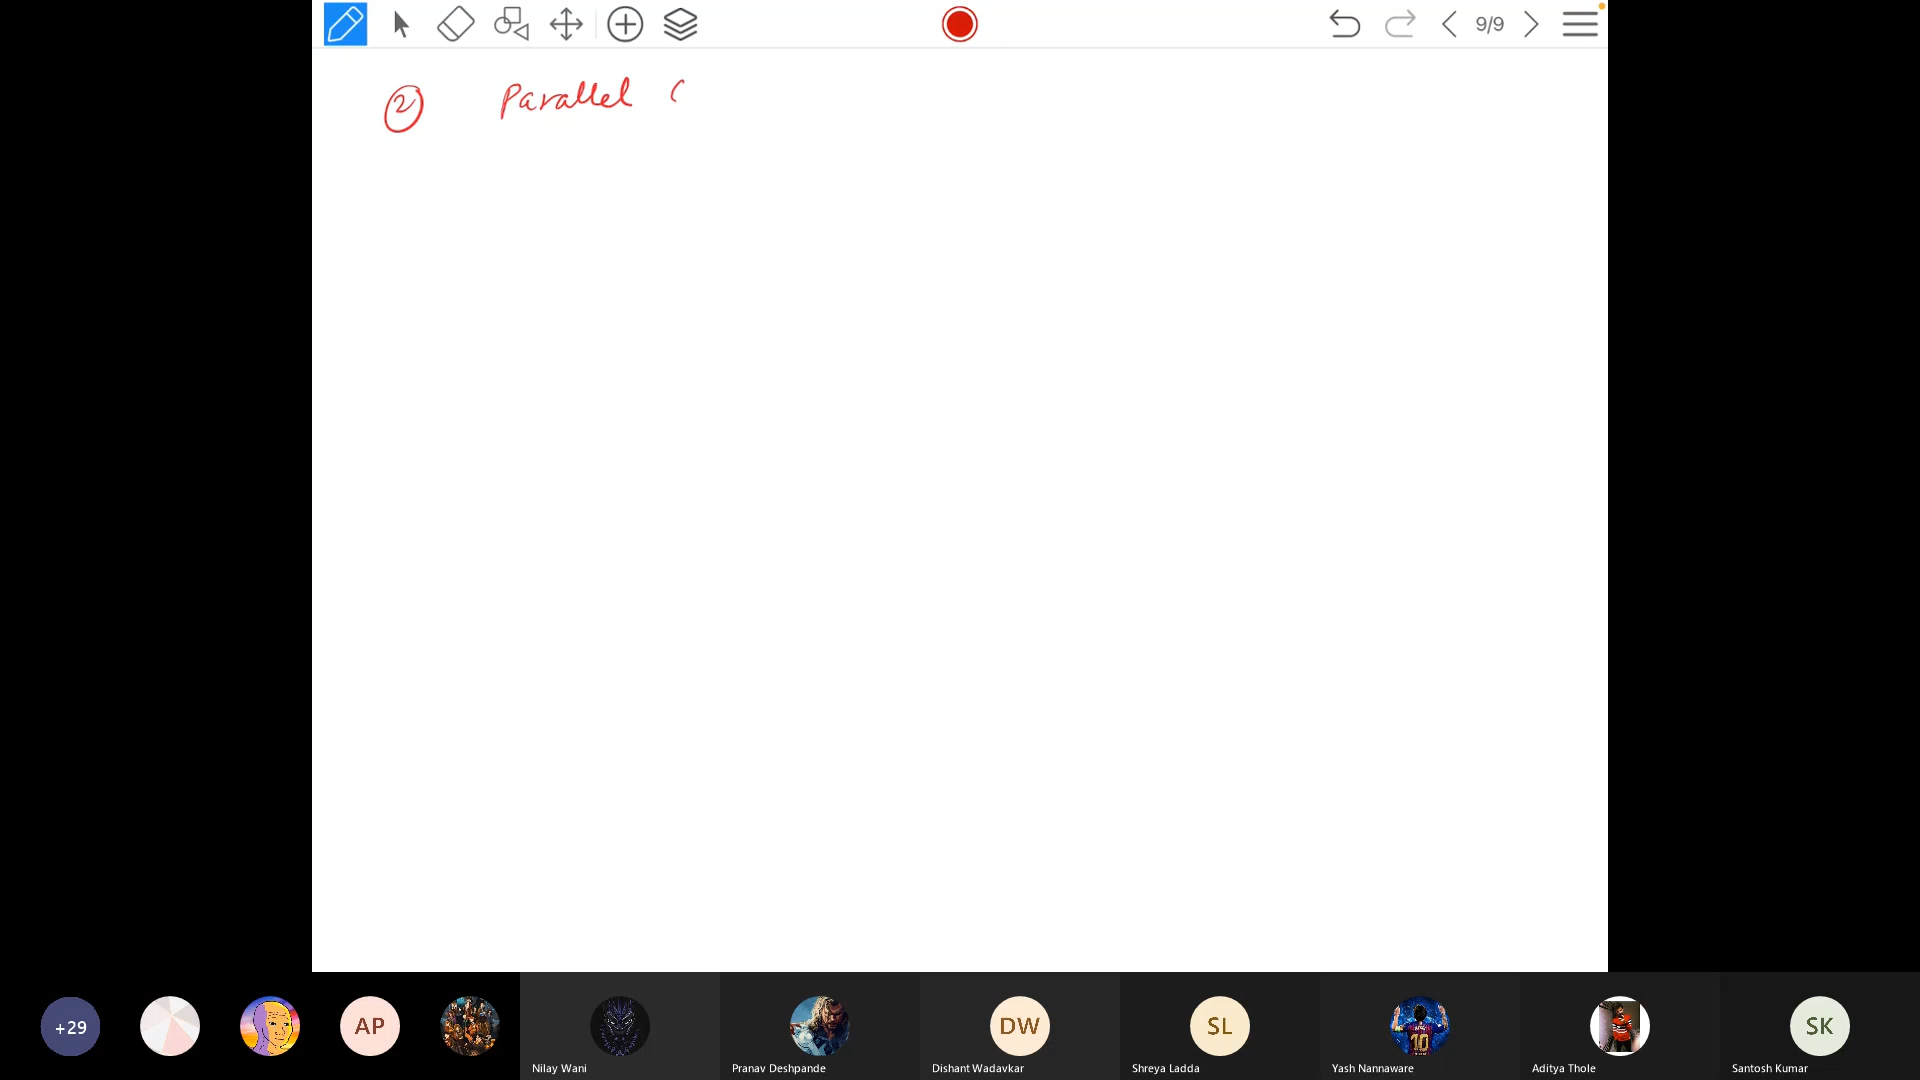 9/9
② Parallel (
+29
AP
DW
SL
10
SK
Nilay Wani
Pranav Deshpande
Dishant Wadavkar
Shreya Ladda
Yash Nannaware
Aditya Thole
Santosh Kumar